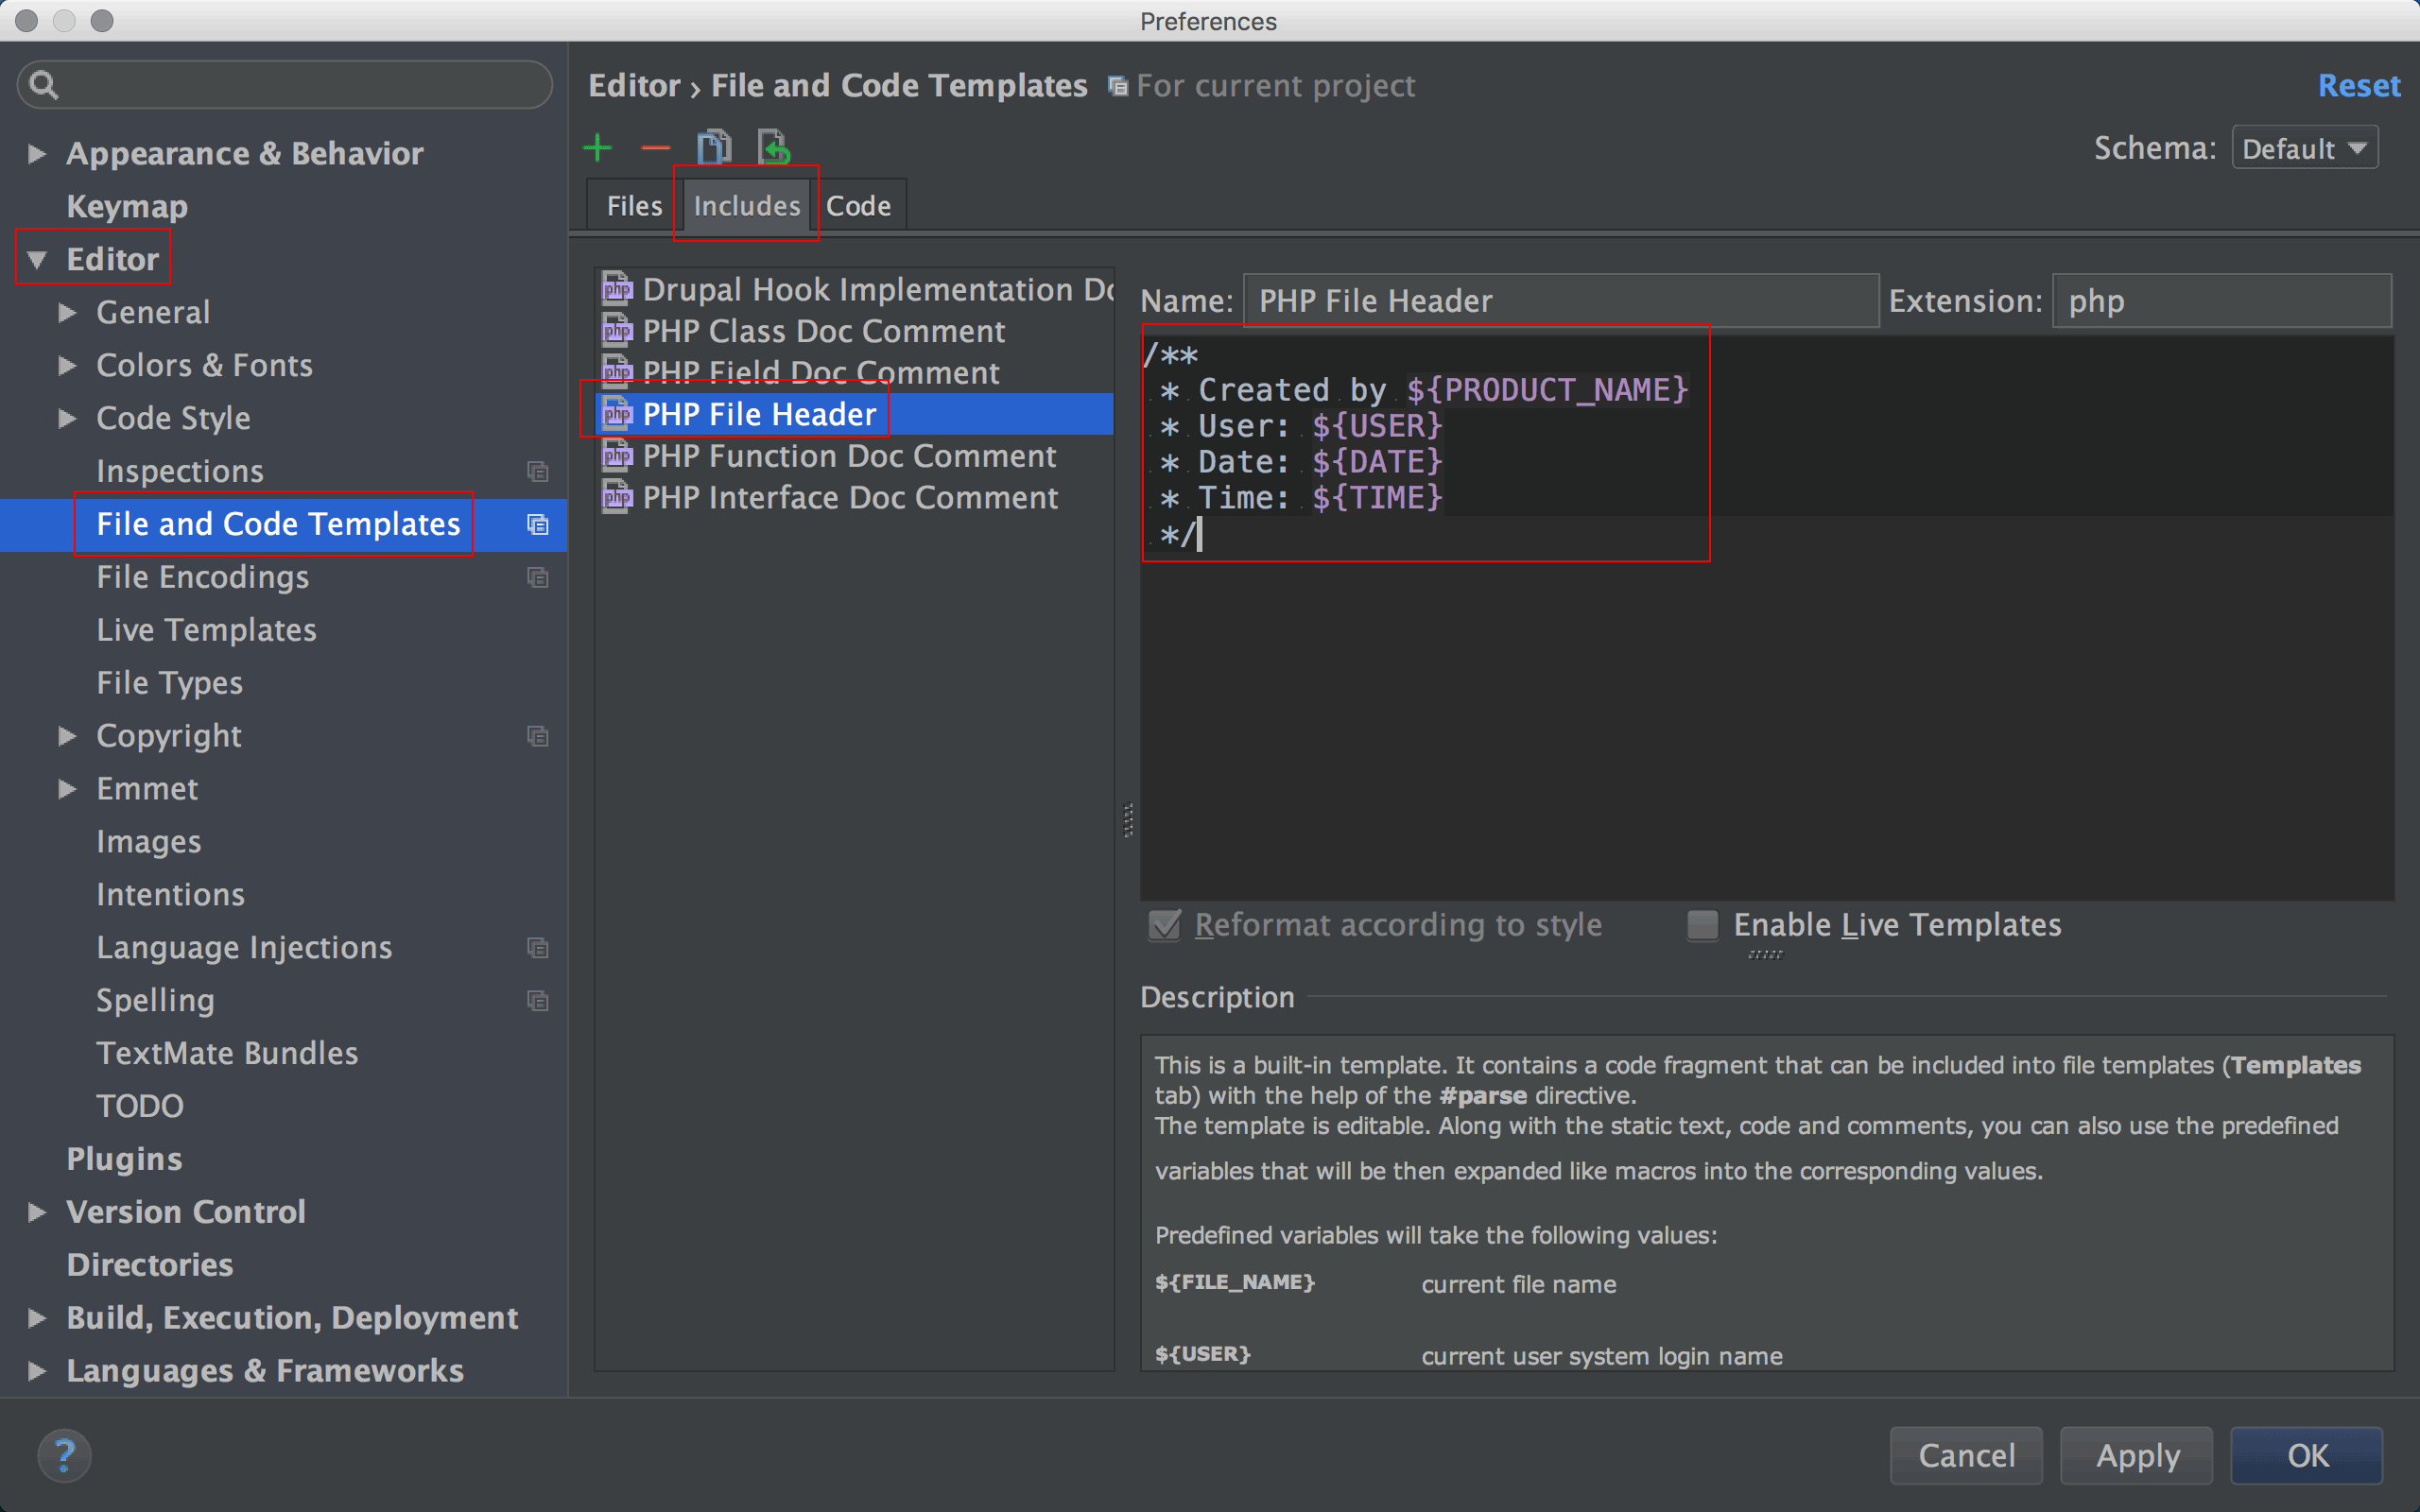 Preferences
Editor › File and Code Templates For current project Reset
Schema: Default
Files Includes Code
Appearance & Behavior
Keymap
Editor
General
Colors & Fonts
Code Style
Inspections
File and Code Templates
File Encodings
Live Templates
File Types
Copyright
Emmet
Images
Intentions
Language Injections
Spelling
TextMate Bundles
TODO
Plugins
Version Control
Directories
Build, Execution, Deployment
Languages & Frameworks
php Drupal Hook Implementation Do
php PHP Class Doc Comment
php PHP Field Doc Comment
php PHP File Header
php PHP Function Doc Comment
php PHP Interface Doc Comment
Name: PHP File Header Extension: php
/**
 * Created by ${PRODUCT_NAME}
 * User: ${USER}
 * Date: ${DATE}
 * Time: ${TIME}
 */
Reformat according to style Enable Live Templates
Description
This is a built-in template. It contains a code fragment that can be included into file templates (Templates
tab) with the help of the #parse directive.
The template is editable. Along with the static text, code and comments, you can also use the predefined
variables that will be then expanded like macros into the corresponding values.
Predefined variables will take the following values:
${FILE_NAME} current file name
${USER} current user system login name
? Cancel Apply OK